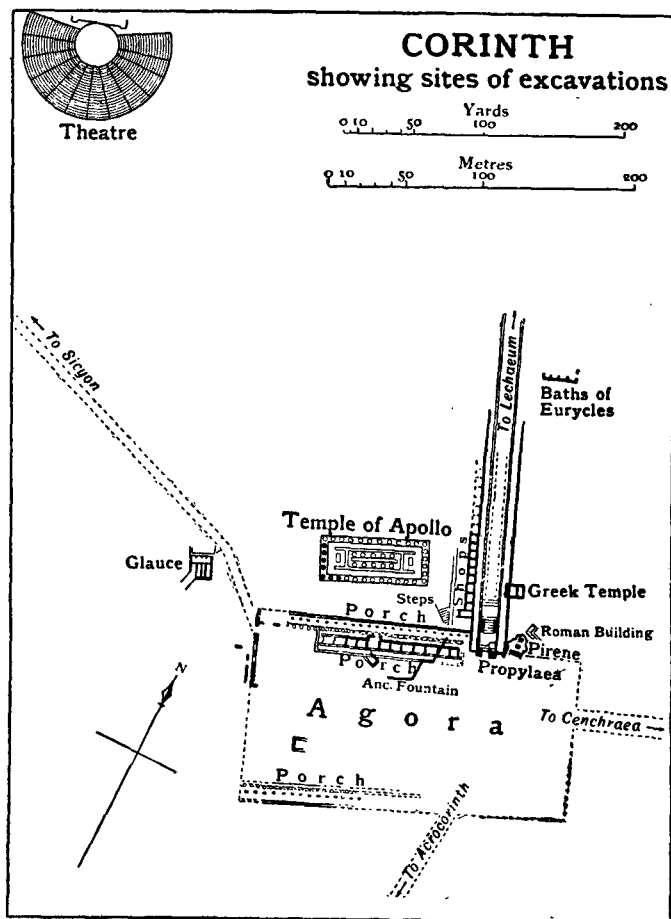 CORINTH
showing sites of excavations
Theatre
Yards
0 10 50 100 200
Metres
0 10 50 100 200
To Sicyon
To Lechaeum
Baths of
Eurycles
Temple of Apollo
Glauce
Shops
Steps
Greek Temple
Porch
Roman Building
Pirene
Porch
Propylaea
Anc. Fountain
N
Agora
To Cenchraea
Porch
To Acrocorinth